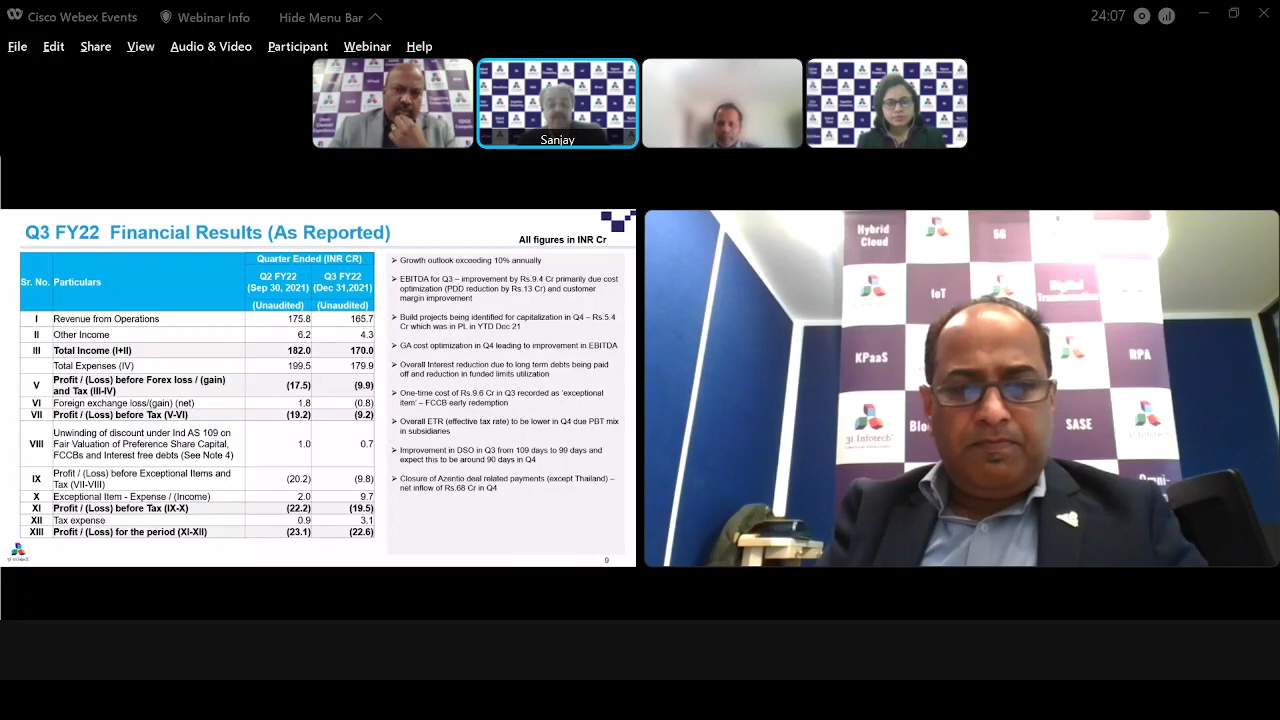 Cisco Webex Events Webinar Info Hide Menu Bar 24:07
File Edit Share View Audio & Video Participant Webinar Help
Sanjay
Q3 FY22 Financial Results (As Reported)
All figures in INR Cr
Sr. No. Particulars Quarter Ended (INR CR)
Q2 FY22 (Sep 30, 2021) Q3 FY22 (Dec 31,2021)
(Unaudited) (Unaudited)
I Revenue from Operations 175.8 165.7
II Other Income 6.2 4.3
III Total Income (I+II) 182.0 170.0
Total Expenses (IV) 199.5 179.9
V Profit / (Loss) before Forex loss / (gain)
and Tax (III-IV) (17.5) (9.9)
VI Foreign exchange loss/(gain) (net) 1.8 (0.8)
VII Profit / (Loss) before Tax (V-VI) (19.2) (9.2)
VIII Unwinding of discount under Ind AS 109 on
Fair Valuation of Preference Share Capital,
FCCBs and Interest free debts (See Note 4) 1.0 0.7
IX Profit / (Loss) before Exceptional Items and
Tax (VII-VIII) (20.2) (9.8)
X Exceptional Item - Expense / (Income) 2.0 9.7
XI Profit / (Loss) before Tax (IX-X) (22.2) (19.5)
XII Tax expense 0.9 3.1
XIII Profit / (Loss) for the period (XI-XII) (23.1) (22.6)
➢ Growth outlook exceeding 10% annually
➢ EBITDA for Q3 – improvement by Rs.9.4 Cr primarily due cost
optimization (PDD reduction by Rs.13 Cr) and customer
margin improvement
➢ Build projects being identified for capitalization in Q4 – Rs.5.4
Cr which was in PL in YTD Dec 21
➢ GA cost optimization in Q4 leading to improvement in EBITDA
➢ Overall Interest reduction due to long term debts being paid
off and reduction in funded limits utilization
➢ One-time cost of Rs.9.6 Cr in Q3 recorded as 'exceptional
item' – FCCB early redemption
➢ Overall ETR (effective tax rate) to be lower in Q4 due PBT mix
in subsidiaries
➢ Improvement in DSO in Q3 from 109 days to 99 days and
expect this to be around 90 days in Q4
➢ Closure of Azentio deal related payments (except Thailand) –
net inflow of Rs.68 Cr in Q4
9
Hybrid
Cloud
5G
IoT
Digital
KPaaS
RPA
SASE
3i Infotech
3i Infotech